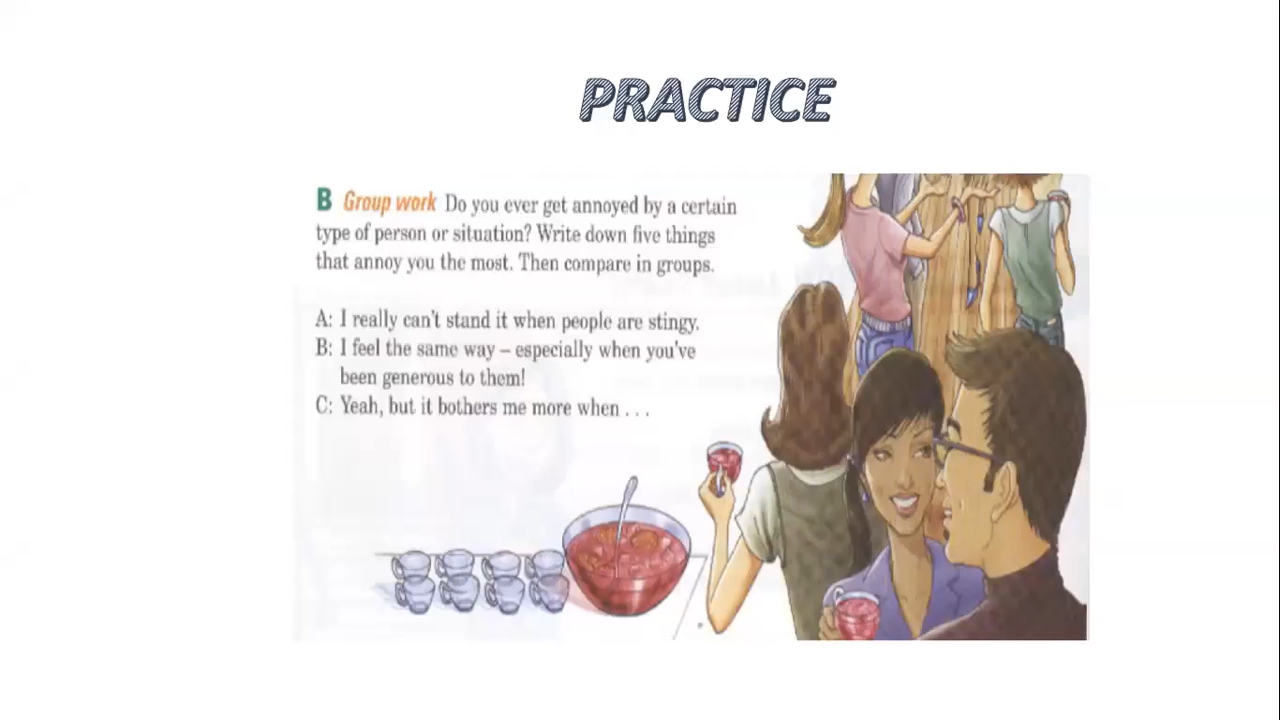 PRACTICE
B Group work Do you ever get annoyed by a certain
type of person or situation? Write down five things
that annoy you the most. Then compare in groups.
A: I really can't stand it when people are stingy.
B: I feel the same way – especially when you've
been generous to them!
C: Yeah, but it bothers me more when . . .